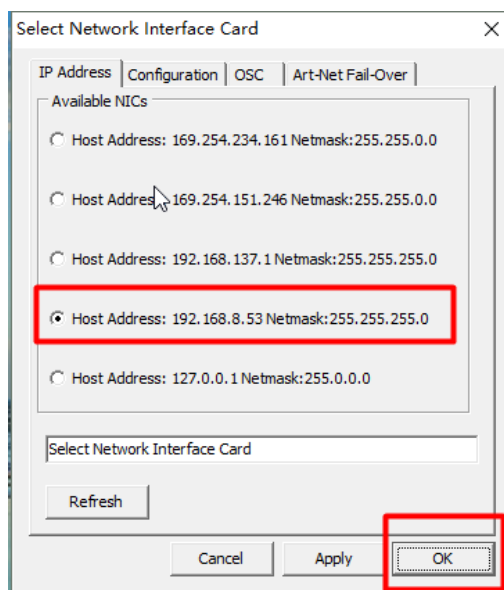 Select Network Interface Card
IP Address Configuration OSC Art-Net Fail-Over
Available NICs
Host Address: 169.254.234.161 Netmask:255.255.0.0
Host Address: 169.254.151.246 Netmask:255.255.0.0
Host Address: 192.168.137.1 Netmask:255.255.255.0
Host Address: 192.168.8.53 Netmask:255.255.255.0
Host Address: 127.0.0.1 Netmask:255.0.0.0
Select Network Interface Card
Refresh
Cancel Apply OK